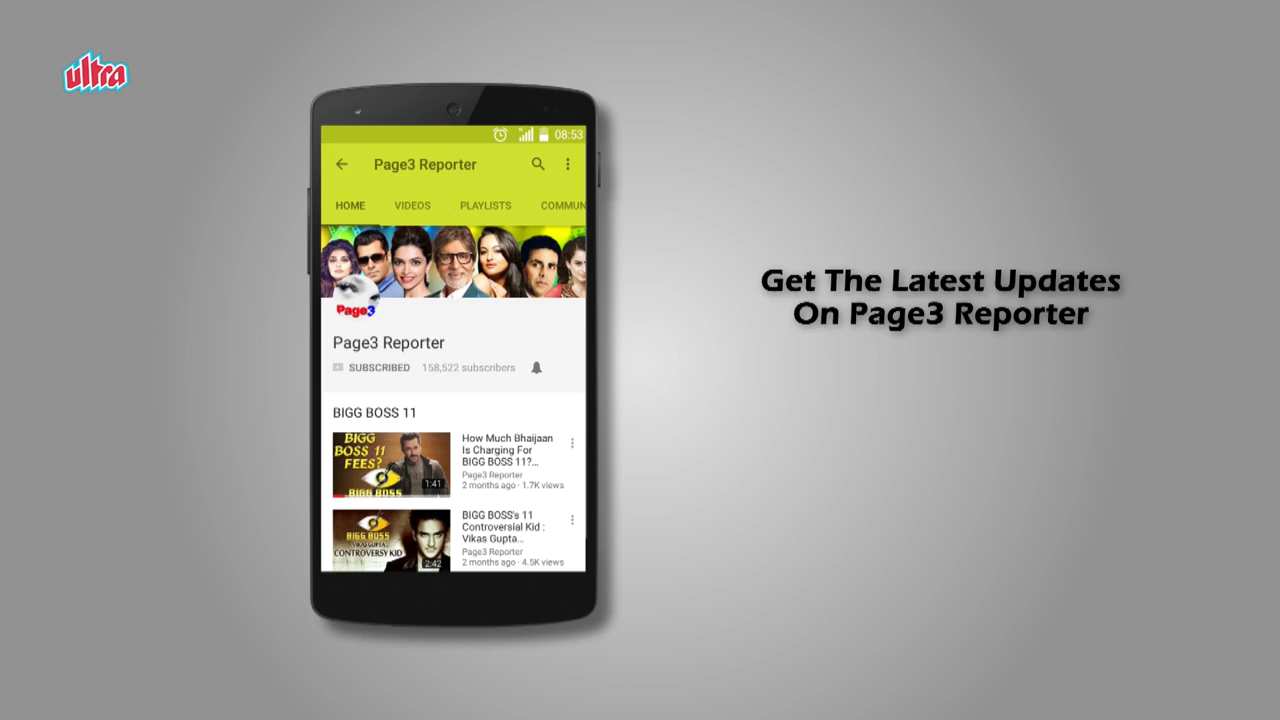 ultra
08:53
Page3 Reporter
HOME VIDEOS PLAYLISTS COMMUN
Page3
Page3 Reporter
SUBSCRIBED 158,522 subscribers
BIGG BOSS 11
BIGG
BOSS 11
FEES?
BIGG BOSS
1:41
How Much Bhaijaan
Is Charging For
BIGG BOSS 11?...
Page3 Reporter
2 months ago · 1.7K views
BIGG BOSS
VIKAS GUPTA
CONTROVERSY KID
2:42
BIGG BOSS's 11
Controversial Kid :
Vikas Gupta...
Page3 Reporter
2 months ago · 4.5K views
Get The Latest Updates
On Page3 Reporter